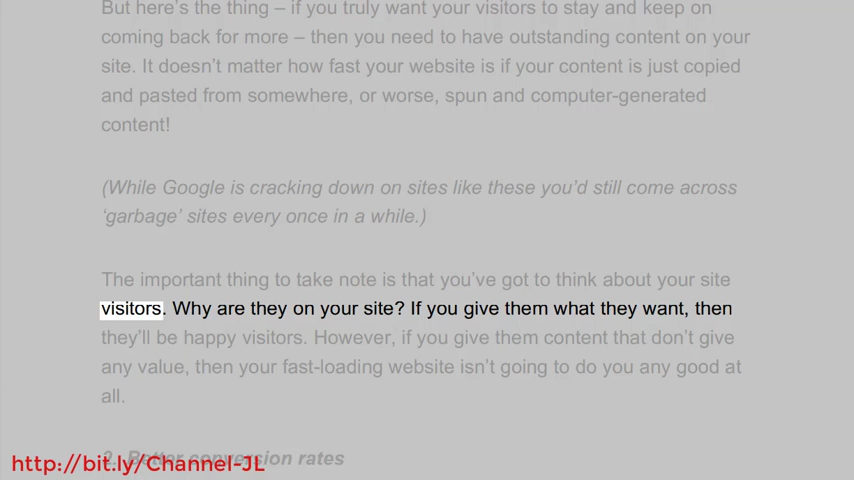 But here’s the thing – if you truly want your visitors to stay and keep on
coming back for more – then you need to have outstanding content on your
site. It doesn’t matter how fast your website is if your content is just copied
and pasted from somewhere, or worse, spun and computer-generated
content!
(While Google is cracking down on sites like these you’d still come across
‘garbage’ sites every once in a while.)
The important thing to take note is that you’ve got to think about your site
visitors. Why are they on your site? If you give them what they want, then
they’ll be happy visitors. However, if you give them content that don’t give
any value, then your fast-loading website isn’t going to do you any good at
all.
2. Better conversion rates
http://bit.ly/Channel-JL